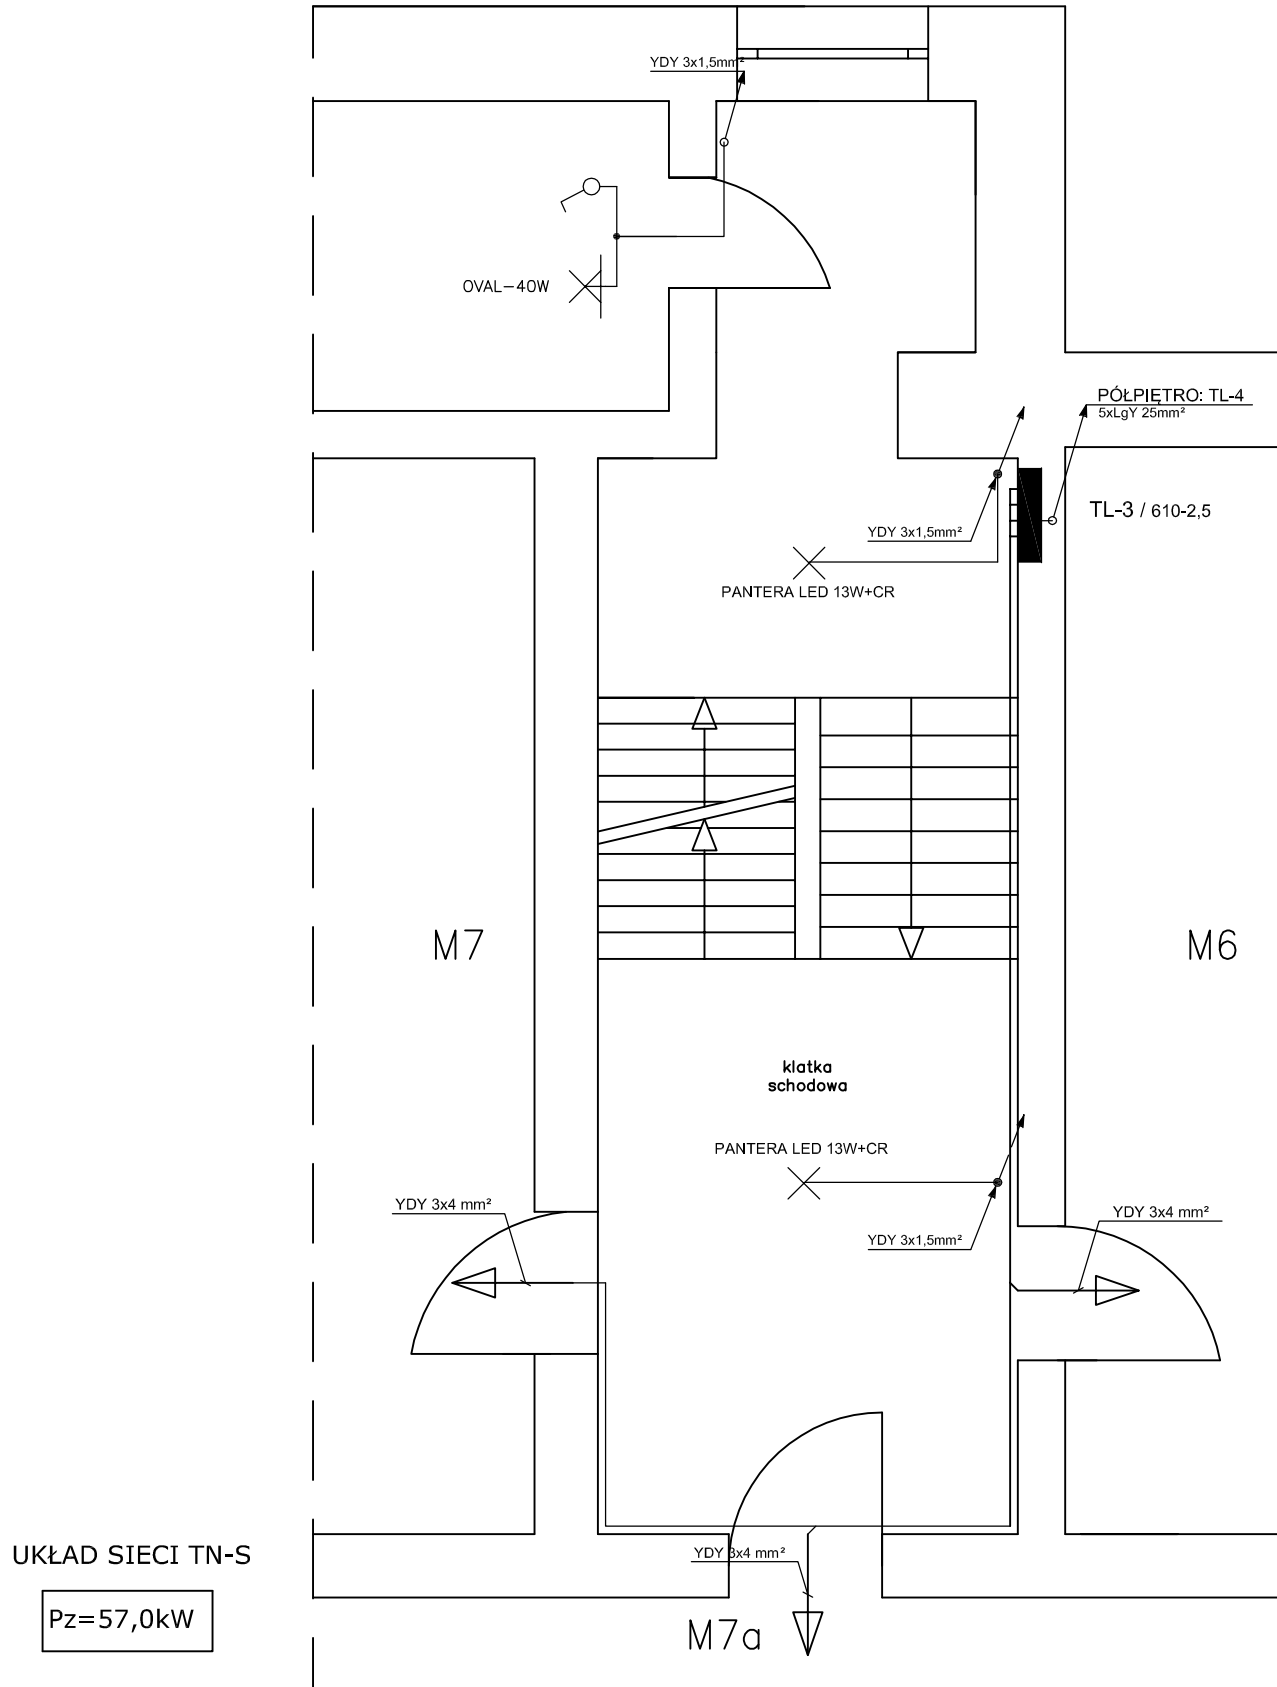 YDY 3x1,5mm²
OVAL-40W
PÓŁPIĘTRO: TL-4
5xLgY 25mm²
TL-3 / 610-2,5
YDY 3x1,5mm²
PANTERA LED 13W+CR
M7
M6
klatka
schodowa
PANTERA LED 13W+CR
YDY 3x4 mm²
YDY 3x4 mm²
YDY 3x1,5mm²
UKŁAD SIECI TN-S
YDY 3x4 mm²
Pz=57,0kW
M7a